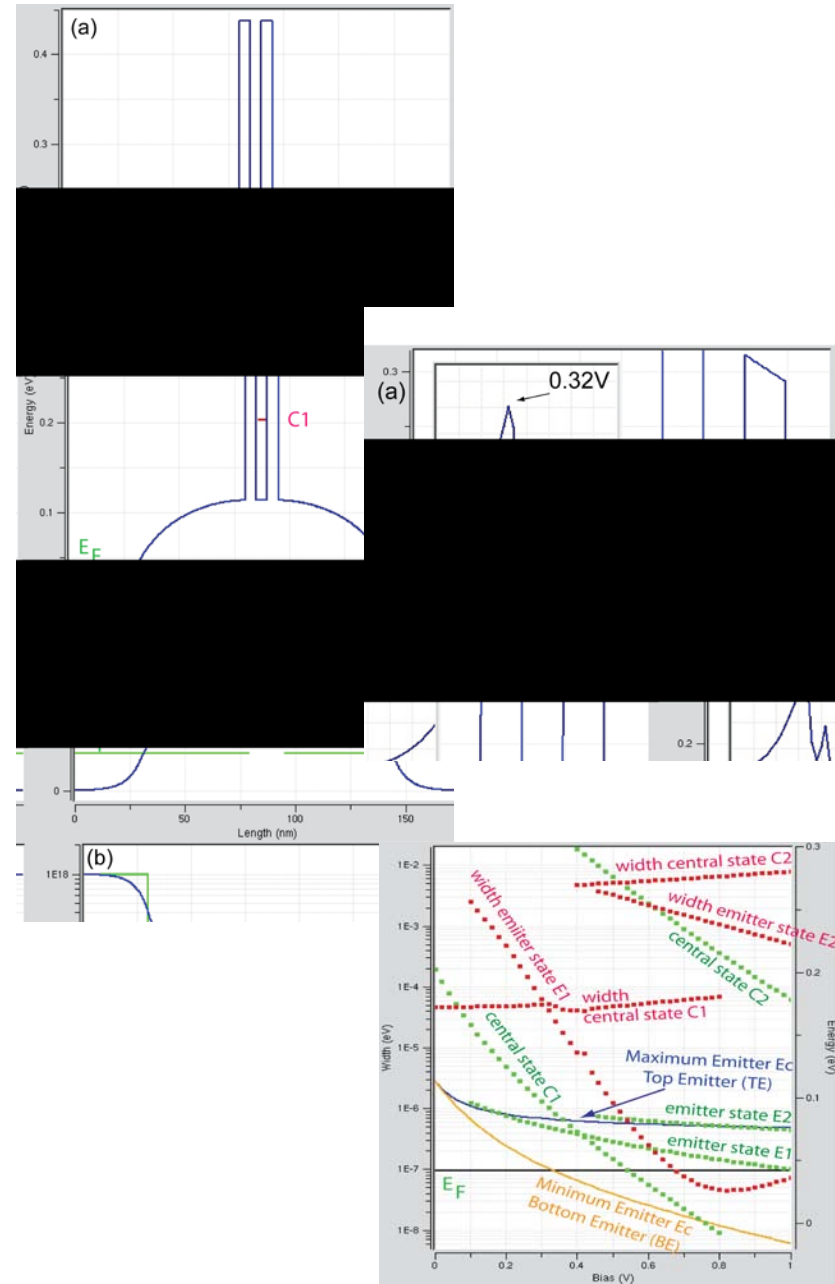 (a)
0.4
0.3
Energy (eV)
0.2
C1
0.1
E F
(a)
0.3
0.32V
0.2
0
0
50
100
150
Length (nm)
(b)
1E18
1E-2
1E-3
1E-4
1E-5
1E-6
1E-7
1E-8
Width (eV)
0.3
0.2
0.1
0
Energy (eV)
width central state C2
width emitter state E2
central state C2
width emiiter state E1
width
central state C1
central state C1
Maximum Emitter Ec
Top Emitter (TE)
emitter state E2
emitter state E1
E F
Minimum Emitter Ec
Bottom Emitter (BE)
0
0.2
0.4
0.6
0.8
1
Bias (V)